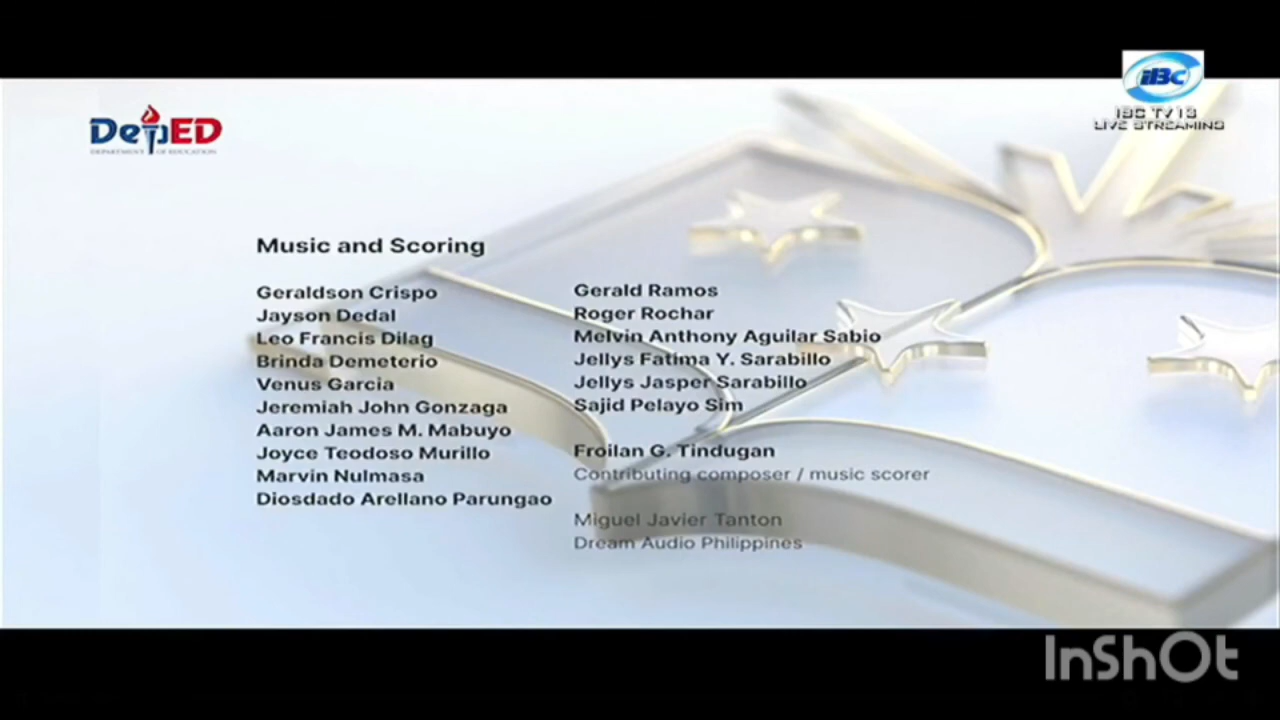 DepED
DEPARTMENT OF EDUCATION
iBC
IBC TV13
LIVE STREAMING
Music and Scoring
Geraldson Crispo
Jayson Dedal
Leo Francis Dilag
Brinda Demeterio
Venus Garcia
Jeremiah John Gonzaga
Aaron James M. Mabuyo
Joyce Teodoso Murillo
Marvin Nulmasa
Diosdado Arellano Parungao
Gerald Ramos
Roger Rochar
Melvin Anthony Aguilar Sabio
Jellys Fatima Y. Sarabillo
Jellys Jasper Sarabillo
Sajid Pelayo Sim
Froilan G. Tindugan
Contributing composer / music scorer
Miguel Javier Tanton
Dream Audio Philippines
InShOt